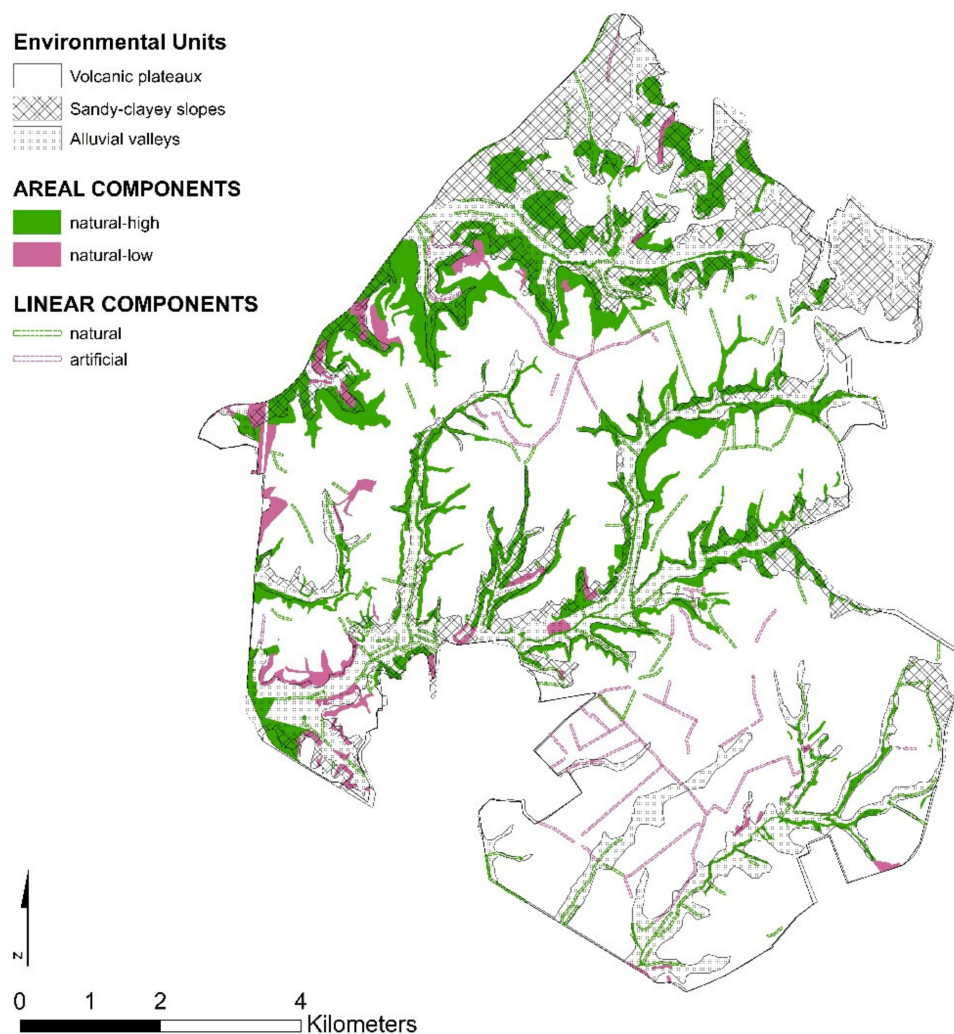 Environmental Units
Volcanic plateaux
Sandy-clayey slopes
Alluvial valleys
AREAL COMPONENTS
natural-high
natural-low
LINEAR COMPONENTS
natural
artificial
N
0 1 2 4
Kilometers